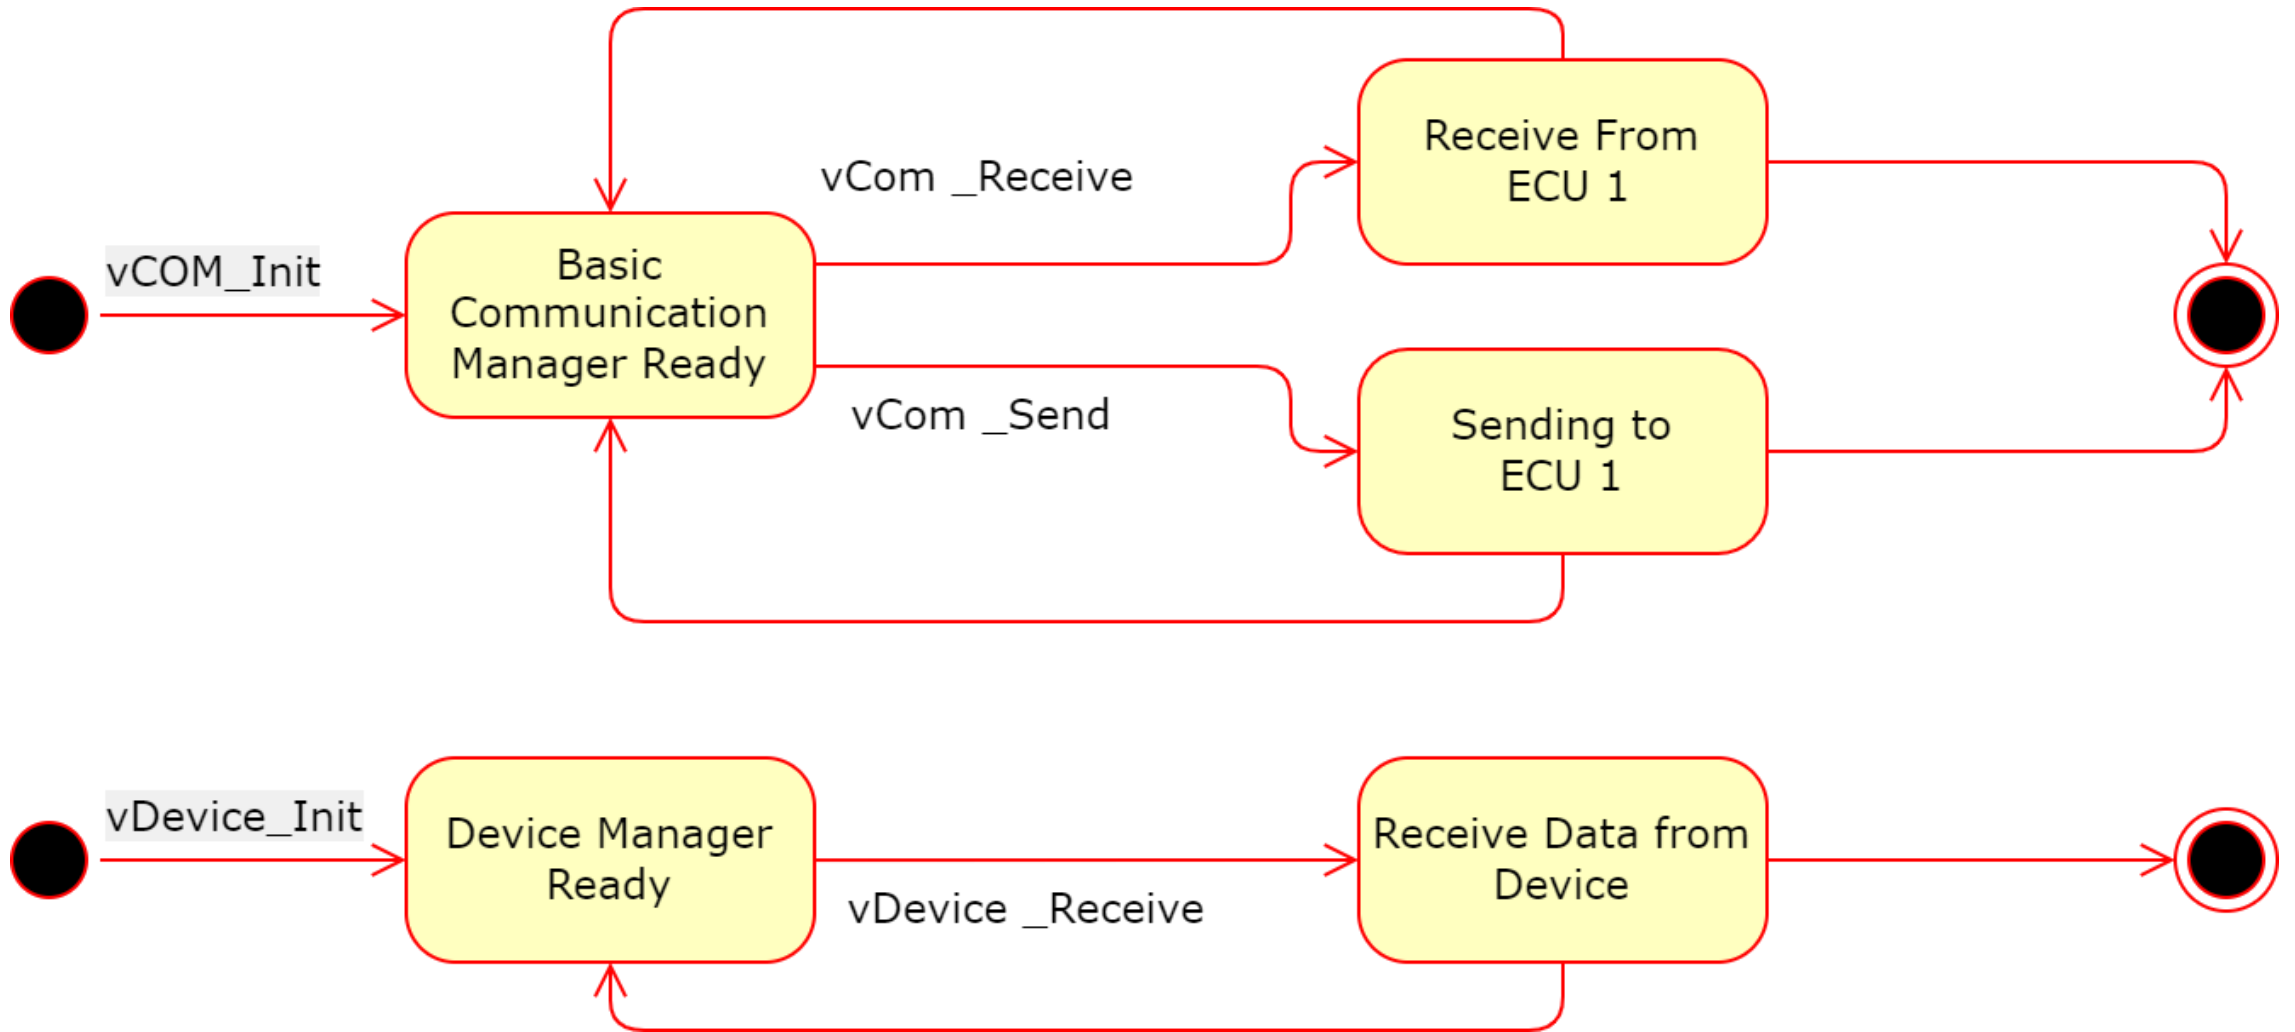 vCOM_Init
Basic
Communication
Manager Ready
vCom _Receive
Receive From
ECU 1
vCom _Send
Sending to
ECU 1
vDevice_Init
Device Manager
Ready
vDevice _Receive
Receive Data from
Device